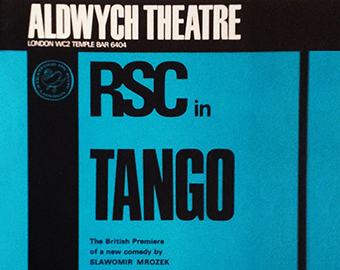 ALDWYCH THEATRE
LONDON WC2 TEMPLE BAR 6404
RSC in
TANGO
The British Premiere
of a new comedy by
SLAWOMIR MROZEK